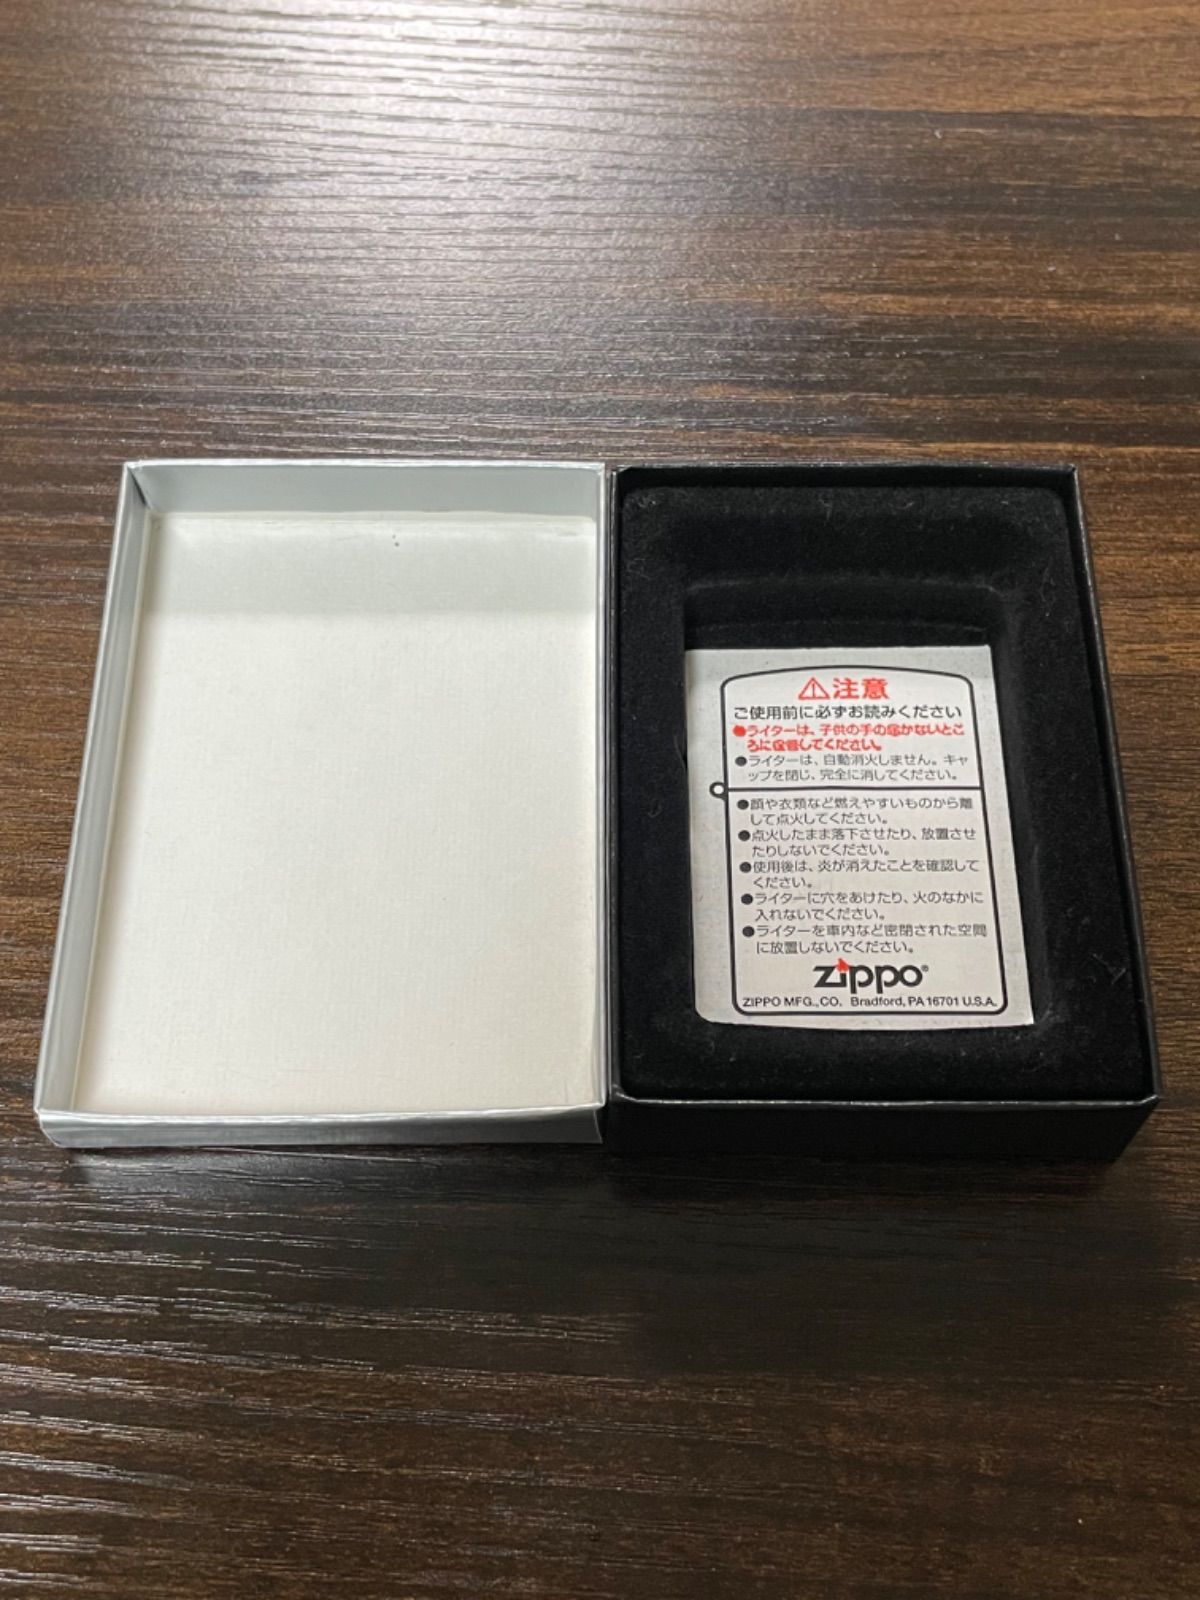 ⚠注意
ご使用前に必ずお読みください
●ライターは、子供の手の届かないとこ
ろに保管してください。
●ライターは、自動消火しません。キャ
ップを閉じ、完全に消してください。
●顔や衣類など燃えやすいものから離
して点火してください。
●点火したまま落下させたり、放置させ
たりしないでください。
●使用後は、炎が消えたことを確認して
ください。
●ライターに穴をあけたり、火のなかに
入れないでください。
●ライターを車内など密閉された空間
に放置しないでください。
zippo®
ZIPPO MFG.,CO. Bradford, PA 16701 U.S.A.